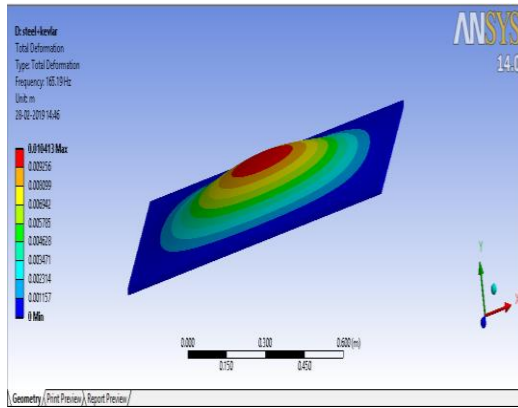 D: steel+kevlar
Total Deformation
Type: Total Deformation
Frequency: 165.19 Hz
Unit: m
28-02-2019 14:46
0.010413 Max
0.009256
0.008099
0.006942
0.005785
0.004628
0.003471
0.002314
0.001157
0 Min
ANSYS
14.0
Y
X
0.000
0.300
0.600 (m)
0.150
0.450
Geometry
Print Preview
Report Preview